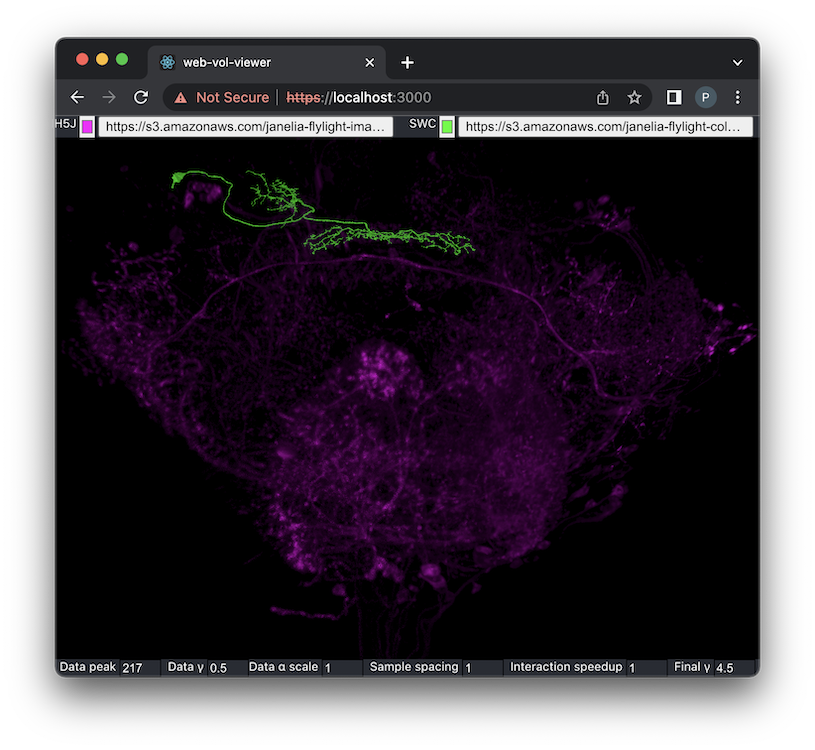 web-vol-viewer
Not Secure https://localhost:3000 P
H5J https://s3.amazonaws.com/janelia-flylight-ima... SWC https://s3.amazonaws.com/janelia-flylight-col...
Data peak 217 Data γ 0.5 Data α scale 1 Sample spacing 1 Interaction speedup 1 Final γ 4.5